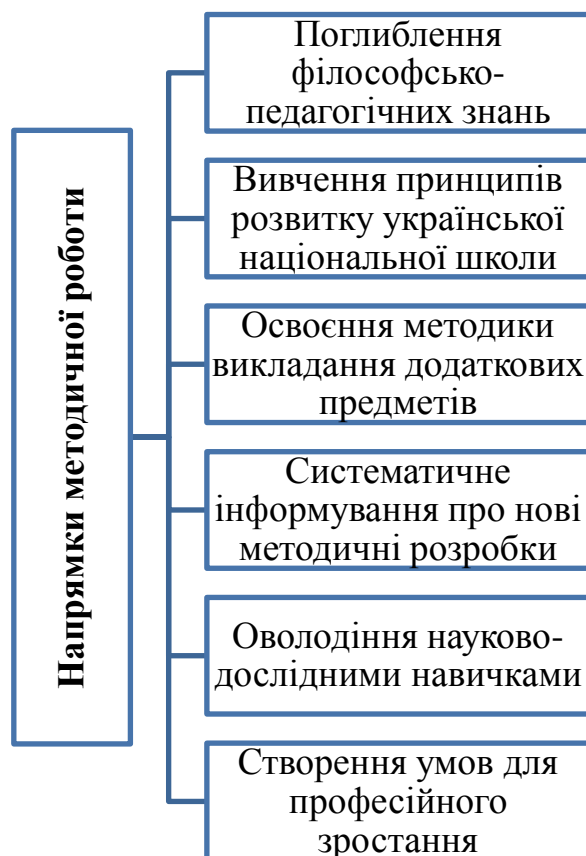 Напрямки методичної роботи
Поглиблення
філософсько-
педагогічних знань
Вивчення принципів
розвитку української
національної школи
Освоєння методики
викладання додаткових
предметів
Систематичне
інформування про нові
методичні розробки
Оволодіння науково-
дослідними навичками
Створення умов для
професійного
зростання